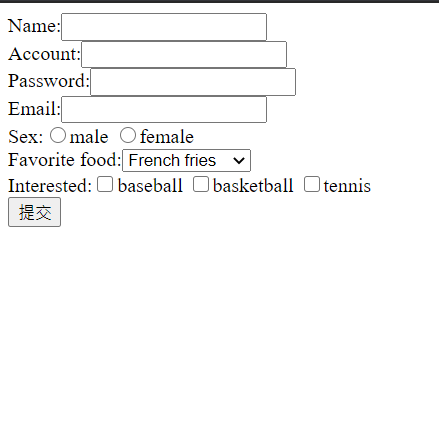 Name:
Account:
Password:
Email:
Sex: male female
Favorite food: French fries
Interested: baseball basketball tennis
提交